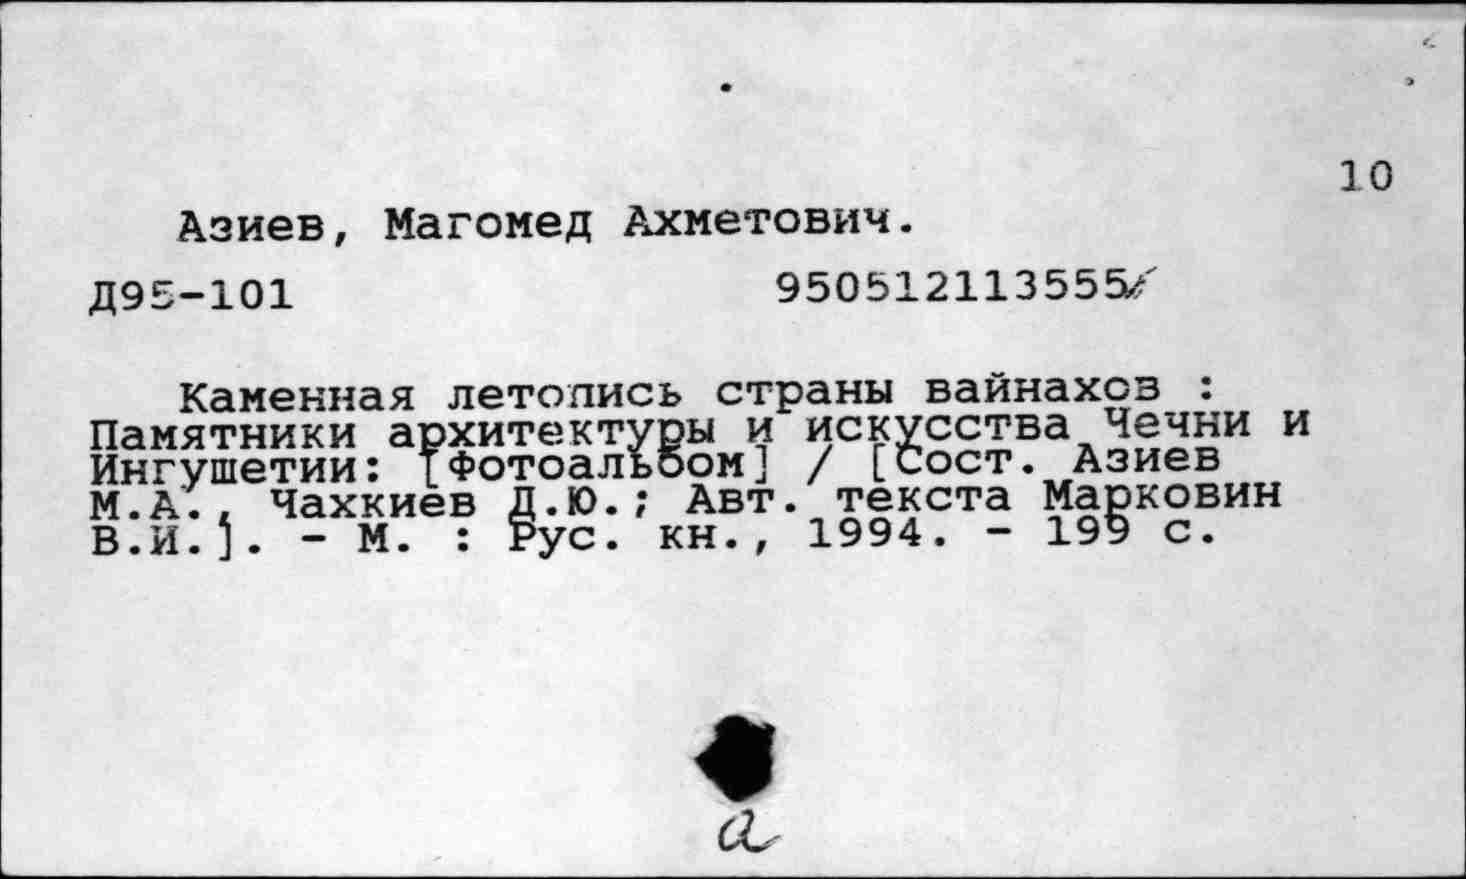 10
Азиев, Магомед Ахметович.
Д95-101 950512113555
Каменная летопись страны вайнахов :
Памятники архитектуры и искусства Чечни и
Ингушетии: [Фотоальбом] / [Сост. Азиев
М.А., Чахкиев Д.Ю.; Авт. текста Марковин
В.И.]. - М. : Рус. кн., 1994. - 199 с.
а